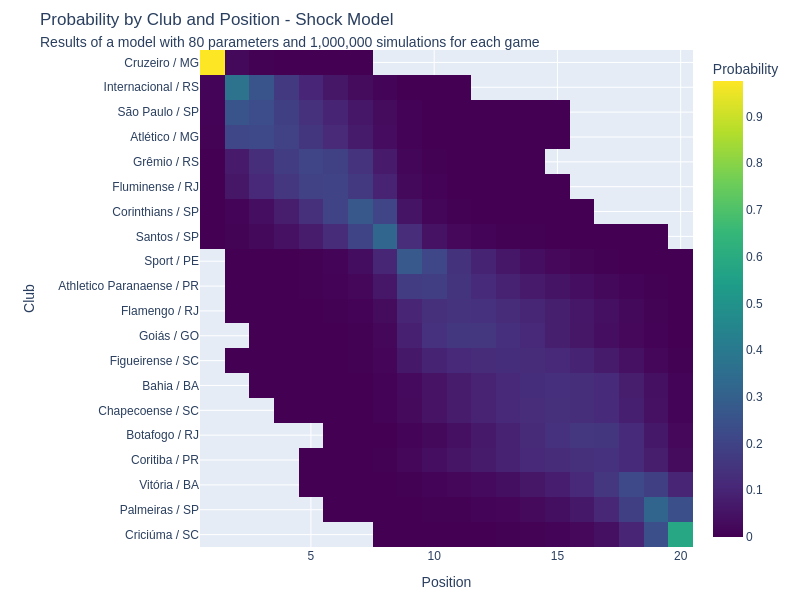 Probability by Club and Position - Shock Model
Results of a model with 80 parameters and 1,000,000 simulations for each game
Probability
Cruzeiro / MG
Internacional / RS
São Paulo / SP
Atlético / MG
Grêmio / RS
Fluminense / RJ
Corinthians / SP
Santos / SP
Sport / PE
Athletico Paranaense / PR
Flamengo / RJ
Goiás / GO
Figueirense / SC
Bahia / BA
Chapecoense / SC
Botafogo / RJ
Coritiba / PR
Vitória / BA
Palmeiras / SP
Criciúma / SC
Club
5
10
15
20
Position
0.9
0.8
0.7
0.6
0.5
0.4
0.3
0.2
0.1
0